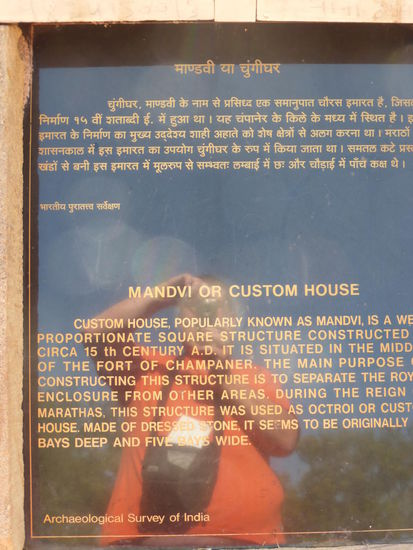 माण्डवी या चुंगीघर
चुंगीघर, माण्डवी के नाम से प्रसिद्ध एक समानुपात चौरस इमारत है,
निर्माण १५ वीं शताब्दी ई. में हुआ था। यह चंपानेर के किले के मध्य में स्थित है।
इमारत के निर्माण का मुख्य उद्देश्य शाही अहाते को शेष क्षेत्रों से अलग करना था। मराठों
शासनकाल में इस इमारत का उपयोग चुंगीघर के रुप में किया जाता था। समतल कटे
खंडों से बनी इस इमारत में मूलरुप से सम्भवतः लम्बाई में छः और चौड़ाई में पाँच कक्ष थे।
भारतीय पुरातत्त्व सर्वेक्षण
MANDVI OR CUSTOM HOUSE
CUSTOM HOUSE, POPULARLY KNOWN AS MANDVI, IS A
PROPORTIONATE SQUARE STRUCTURE CONSTRUCTED
CIRCA 15 th CENTURY A.D. IT IS SITUATED IN THE
OF THE FORT OF CHAMPANER. THE MAIN PURPOSE
CONSTRUCTING THIS STRUCTURE IS TO SEPARATE THE
ENCLOSURE FROM OTHER AREAS. DURING THE REIGN
MARATHAS, THIS STRUCTURE WAS USED AS OCTROI OR
HOUSE. MADE OF DRESSED STONE, IT SEEMS TO BE ORIGINALLY
BAYS DEEP AND FIVE BAYS WIDE.
Archaeological Survey of India